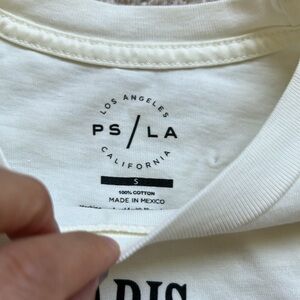 LOS ANGELES
PS / LA
CALIFORNIA
S
100% COTTON
MADE IN MEXICO